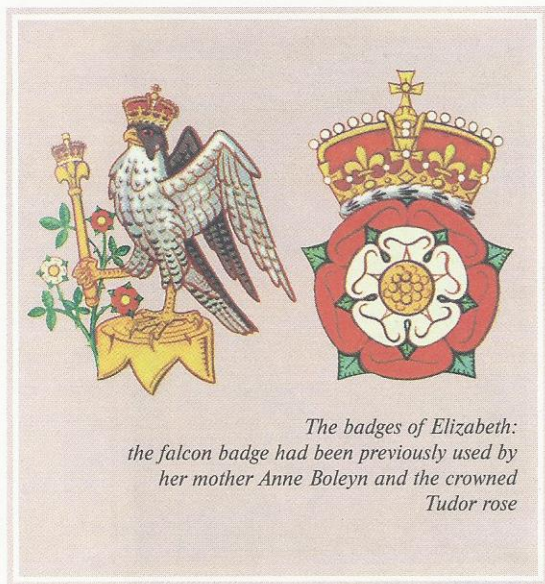 The badges of Elizabeth:
the falcon badge had been previously used by
her mother Anne Boleyn and the crowned
Tudor rose